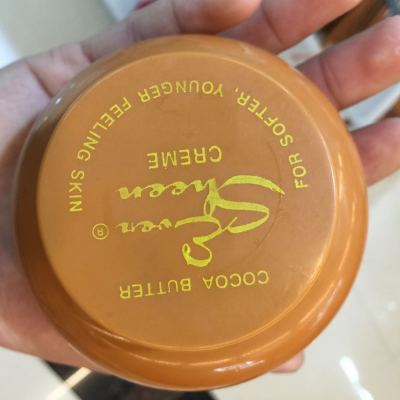 COCOA BUTTER
Even ®
Sheen
CREME
FOR SOFTER, YOUNGER FEELING SKIN